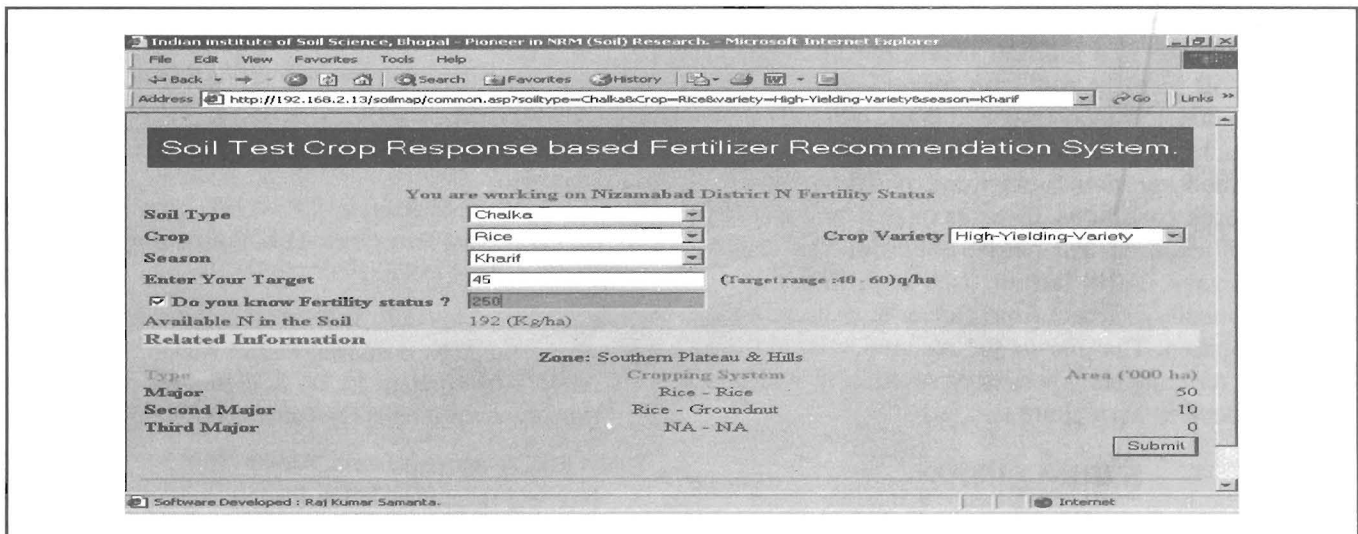 Indian institute of Soil Science, Bhopal - Pioneer in NRM (Soil) Research. - Microsoft Internet Explorer
File Edit View Favorites Tools Help
Back Search Favorites History
Address http://192.168.2.13/soilmap/common.asp?soiltype=Chalka&Crop=Rice&variety=High-Yielding-Variety&season=Kharif Go Links »
Soil Test Crop Response based Fertilizer Recommendation System.
You are working on Nizamabad District N Fertility Status
Soil Type Chalka
Crop Rice Crop Variety High-Yielding-Variety
Season Kharif
Enter Your Target 45 (Target range :40 - 60)q/ha
Do you know Fertility status ? 250
Available N in the Soil 192 (Kg/ha)
Related Information
Zone: Southern Plateau & Hills
Type Cropping System Area ('000 ha)
Major Rice - Rice 50
Second Major Rice - Groundnut 10
Third Major NA - NA 0
Submit
Software Developed : Raj Kumar Samanta. Internet